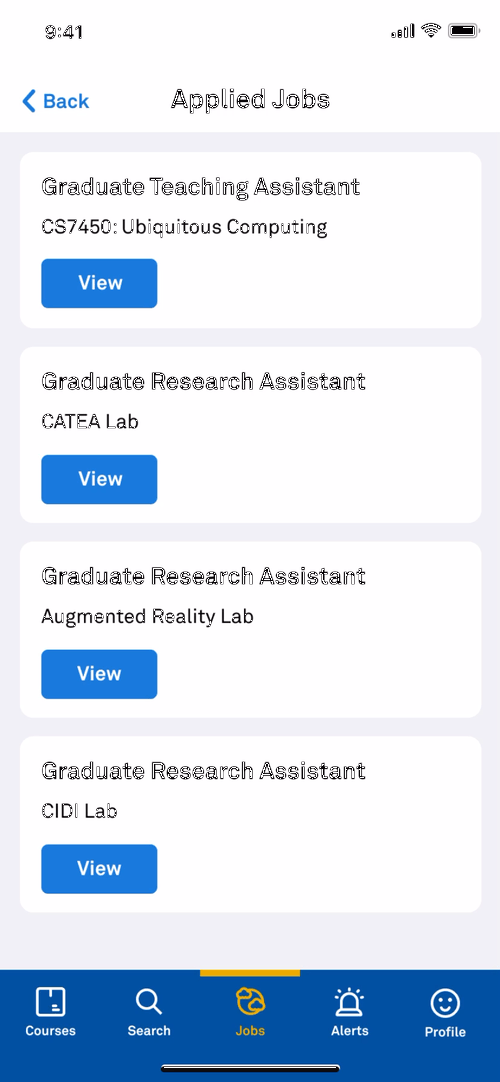 9:41
Back
Applied Jobs
Graduate Teaching Assistant
CS7450: Ubiquitous Computing
View
Graduate Research Assistant
CATEA Lab
View
Graduate Research Assistant
Augmented Reality Lab
View
Graduate Research Assistant
CIDI Lab
View
Courses
Search
Jobs
Alerts
Profile